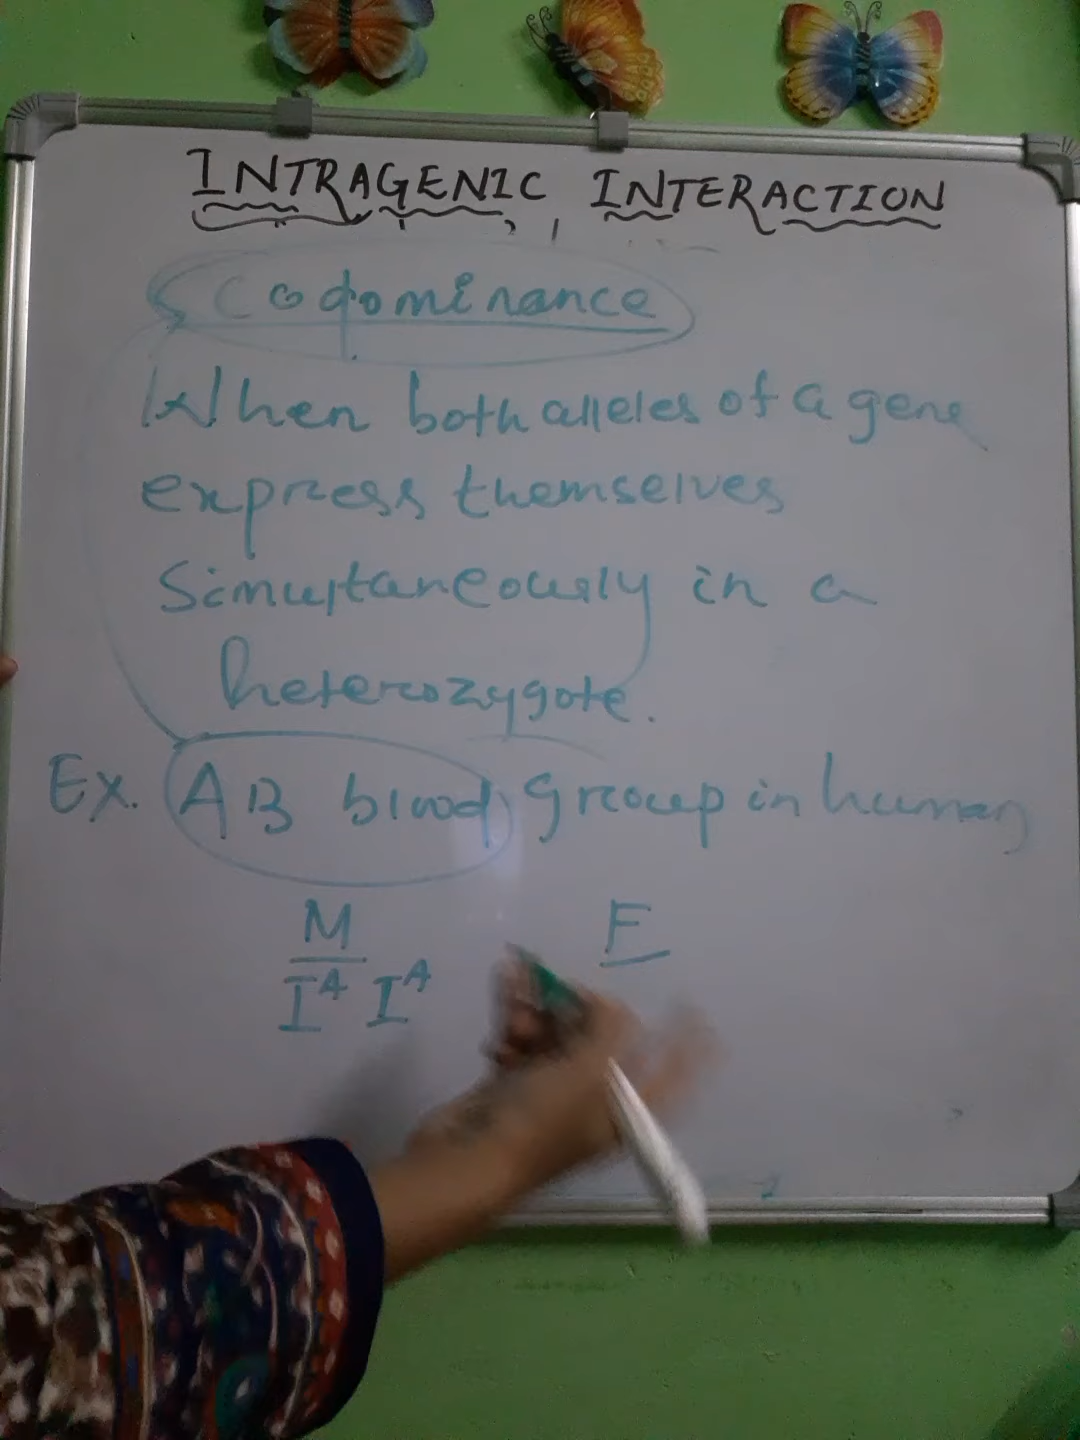 INTRAGENIC INTERACTION
Codominance
When both alleles of a gene
express themselves
Simultaneously in a
heterozygote.
Ex. AB blood group in human
M F
I^A I^A